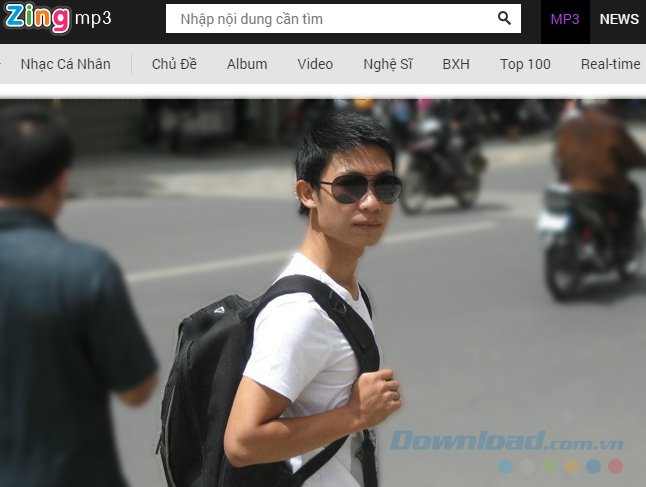 Zing mp3
Nhập nội dung cần tìm
MP3
NEWS
Nhạc Cá Nhân
Chủ Đề
Album
Video
Nghệ Sĩ
BXH
Top 100
Real-time
Download.com.vn